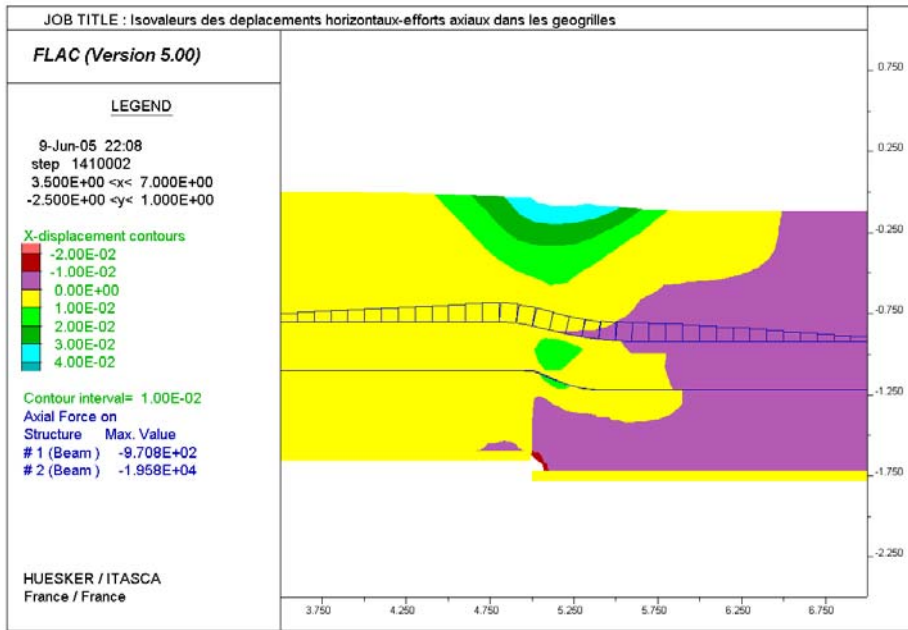 JOB TITLE : Isovaleurs des deplacements horizontaux-efforts axiaux dans les geogrilles
FLAC (Version 5.00)
LEGEND
9-Jun-05 22:08
step 1410002
3.500E+00 <x< 7.000E+00
-2.500E+00 <y< 1.000E+00
X-displacement contours
-2.00E-02
-1.00E-02
0.00E+00
1.00E-02
2.00E-02
3.00E-02
4.00E-02
Contour interval= 1.00E-02
Axial Force on
Structure Max. Value
# 1 (Beam ) -9.708E+02
# 2 (Beam ) -1.958E+04
HUESKER / ITASCA
France / France
0.750
0.250
-0.250
-0.750
-1.250
-1.750
-2.250
3.750 4.250 4.750 5.250 5.750 6.250 6.750